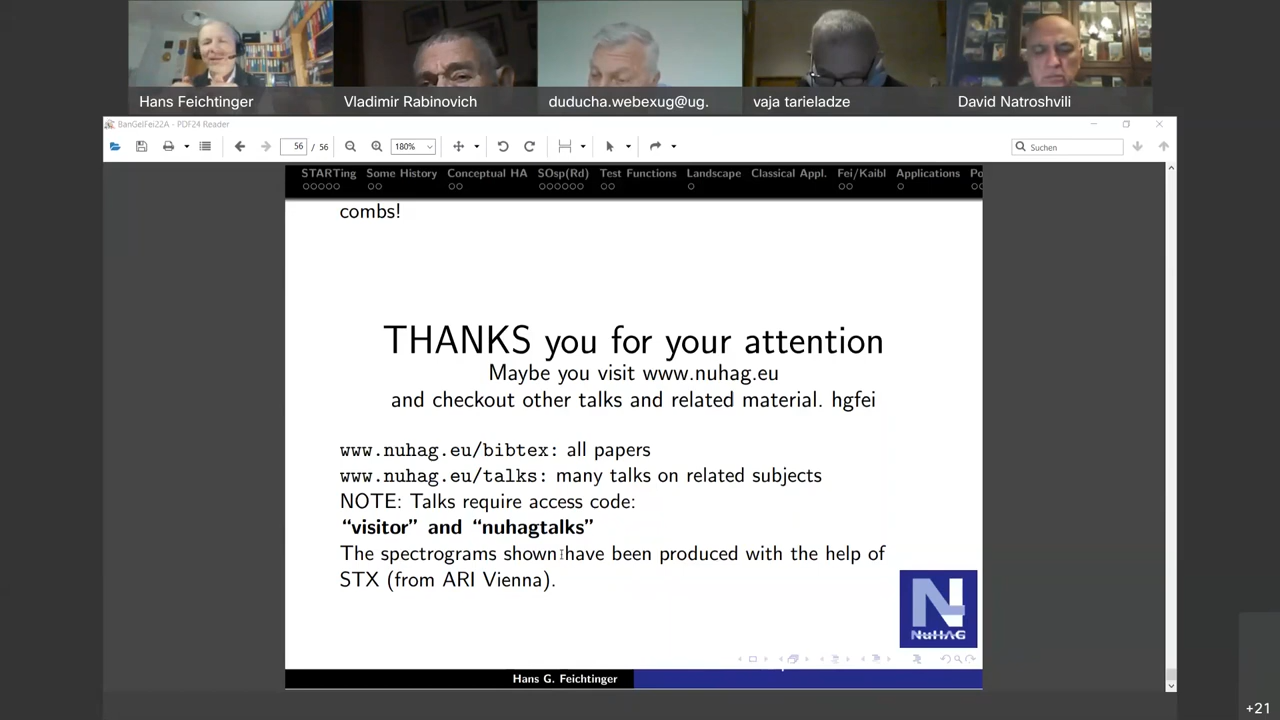 Hans Feichtinger
Vladimir Rabinovich
duducha.webexug@ug.
vaja tarieladze
David Natroshvili
BanGelFei22A - PDF24 Reader
56 / 56
180%
Suchen
STARTing Some History Conceptual HA SOsp(Rd) Test Functions Landscape Classical Appl. Fei/Kaibl Applications Po
combs!
THANKS you for your attention
Maybe you visit www.nuhag.eu
and checkout other talks and related material. hgfei
www.nuhag.eu/bibtex: all papers
www.nuhag.eu/talks: many talks on related subjects
NOTE: Talks require access code:
“visitor” and “nuhagtalks”
The spectrograms shown have been produced with the help of
STX (from ARI Vienna).
N
NuHAG
Hans G. Feichtinger
+21